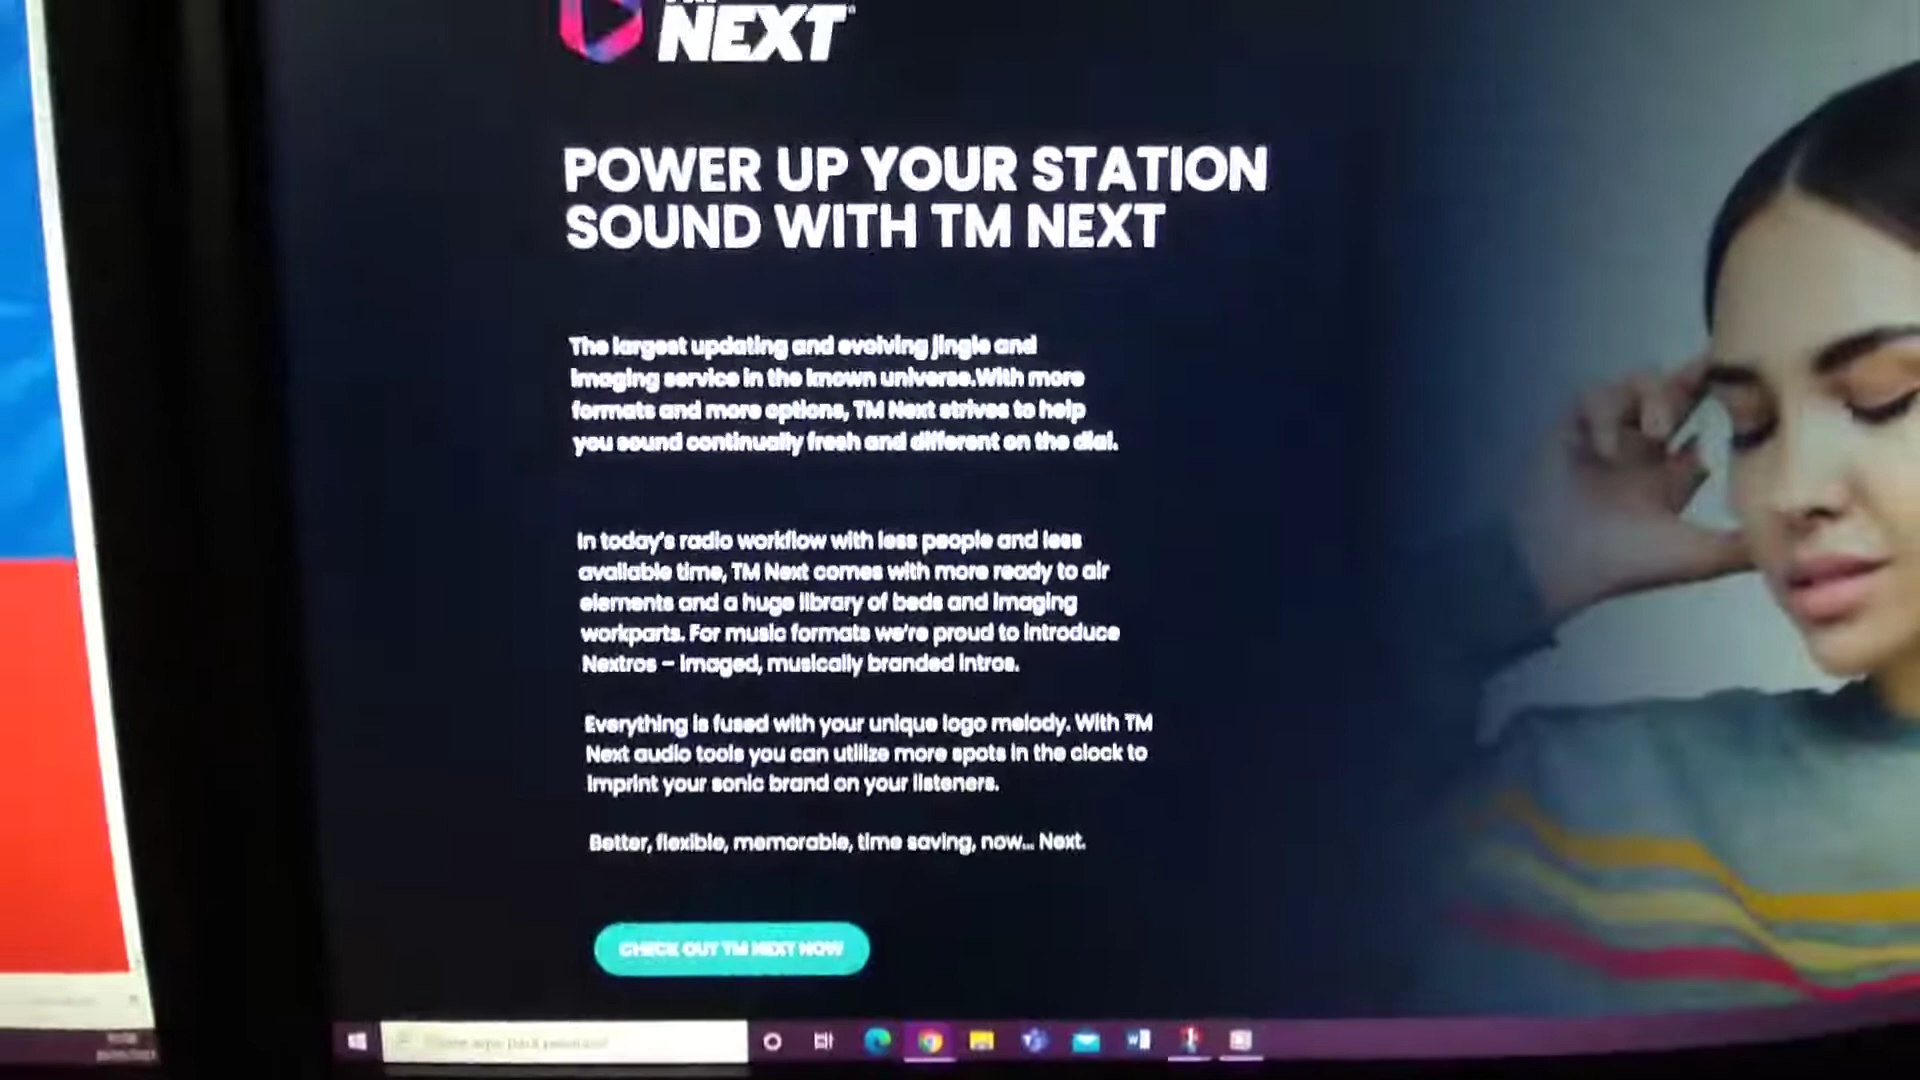 NEXT
POWER UP YOUR STATION
SOUND WITH TM NEXT
The largest updating and evolving jingle and
imaging service in the known universe.With more
formats and more options, TM Next strives to help
you sound continually fresh and different on the dial.
In today's radio workflow with less people and less
available time, TM Next comes with more ready to air
elements and a huge library of beds and imaging
workparts. For music formats we're proud to introduce
Nextros – imaged, musically branded intros.
Everything is fused with your unique logo melody. With TM
Next audio tools you can utilize more spots in the clock to
imprint your sonic brand on your listeners.
Better, flexible, memorable, time saving, now... Next.
CHECK OUT TM NEXT NOW